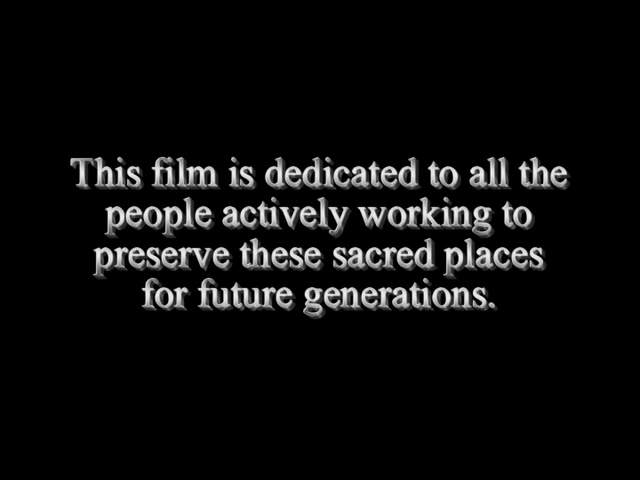 This film is dedicated to all the
people actively working to
preserve these sacred places
for future generations.